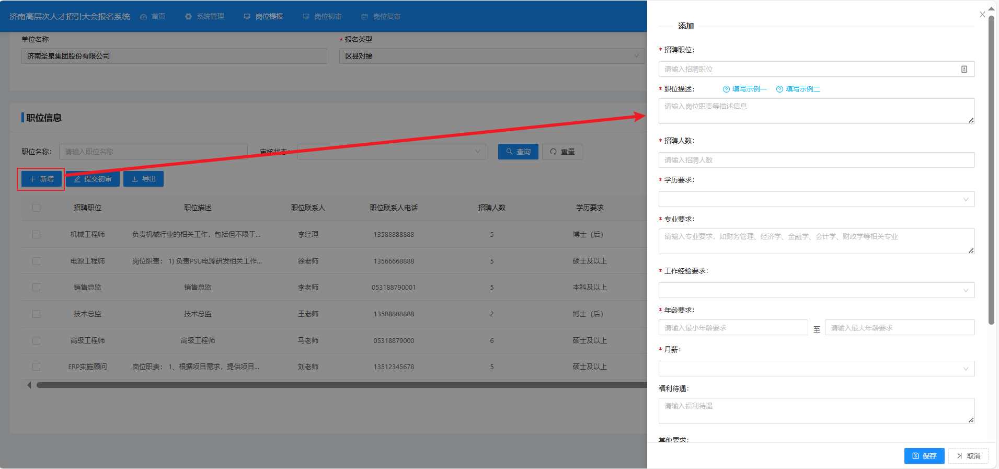 济南高层次人才招引大会报名系统 首页 系统管理 岗位提报 岗位初审 岗位复审
单位名称 * 报名类型
济南圣泉集团股份有限公司 区县对接
职位信息
职位名称： 请输入职位名称 审核状态： 查询 重置
新增 提交初审 导出
招聘职位 职位描述 职位联系人 职位联系人电话 招聘人数 学历要求
机械工程师 负责机械行业的相关工作，包括但不限于... 李经理 13588888888 5 博士（后）
电源工程师 岗位职责： 1) 负责PSU电源研发相关工作... 徐老师 13566668888 5 硕士及以上
销售总监 销售总监 李老师 053188790001 5 本科及以上
技术总监 技术总监 王老师 13588888888 2 博士（后）
高级工程师 高级工程师 马老师 05318879000 6 硕士及以上
ERP实施顾问 岗位职责： 1、根据项目需求，提供项目... 刘老师 13512345678 5 硕士及以上
添加
* 招聘职位：
请输入招聘职位
* 职位描述： 填写示例一 填写示例二
请输入岗位职责等描述信息
* 招聘人数：
请输入招聘人数
* 学历要求：
* 专业要求：
请输入专业要求，如财务管理、经济学、金融学、会计学、财政学等相关专业
* 工作经验要求：
* 年龄要求：
请输入最小年龄要求 至 请输入最大年龄要求
* 月薪：
福利待遇：
请输入福利待遇
其他要求：
保存 取消